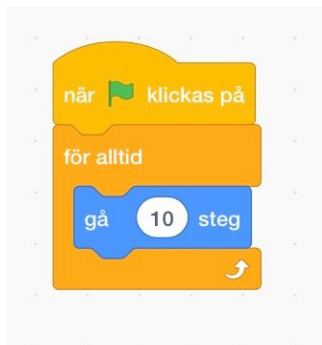 när klickas på
för alltid
gå 10 steg